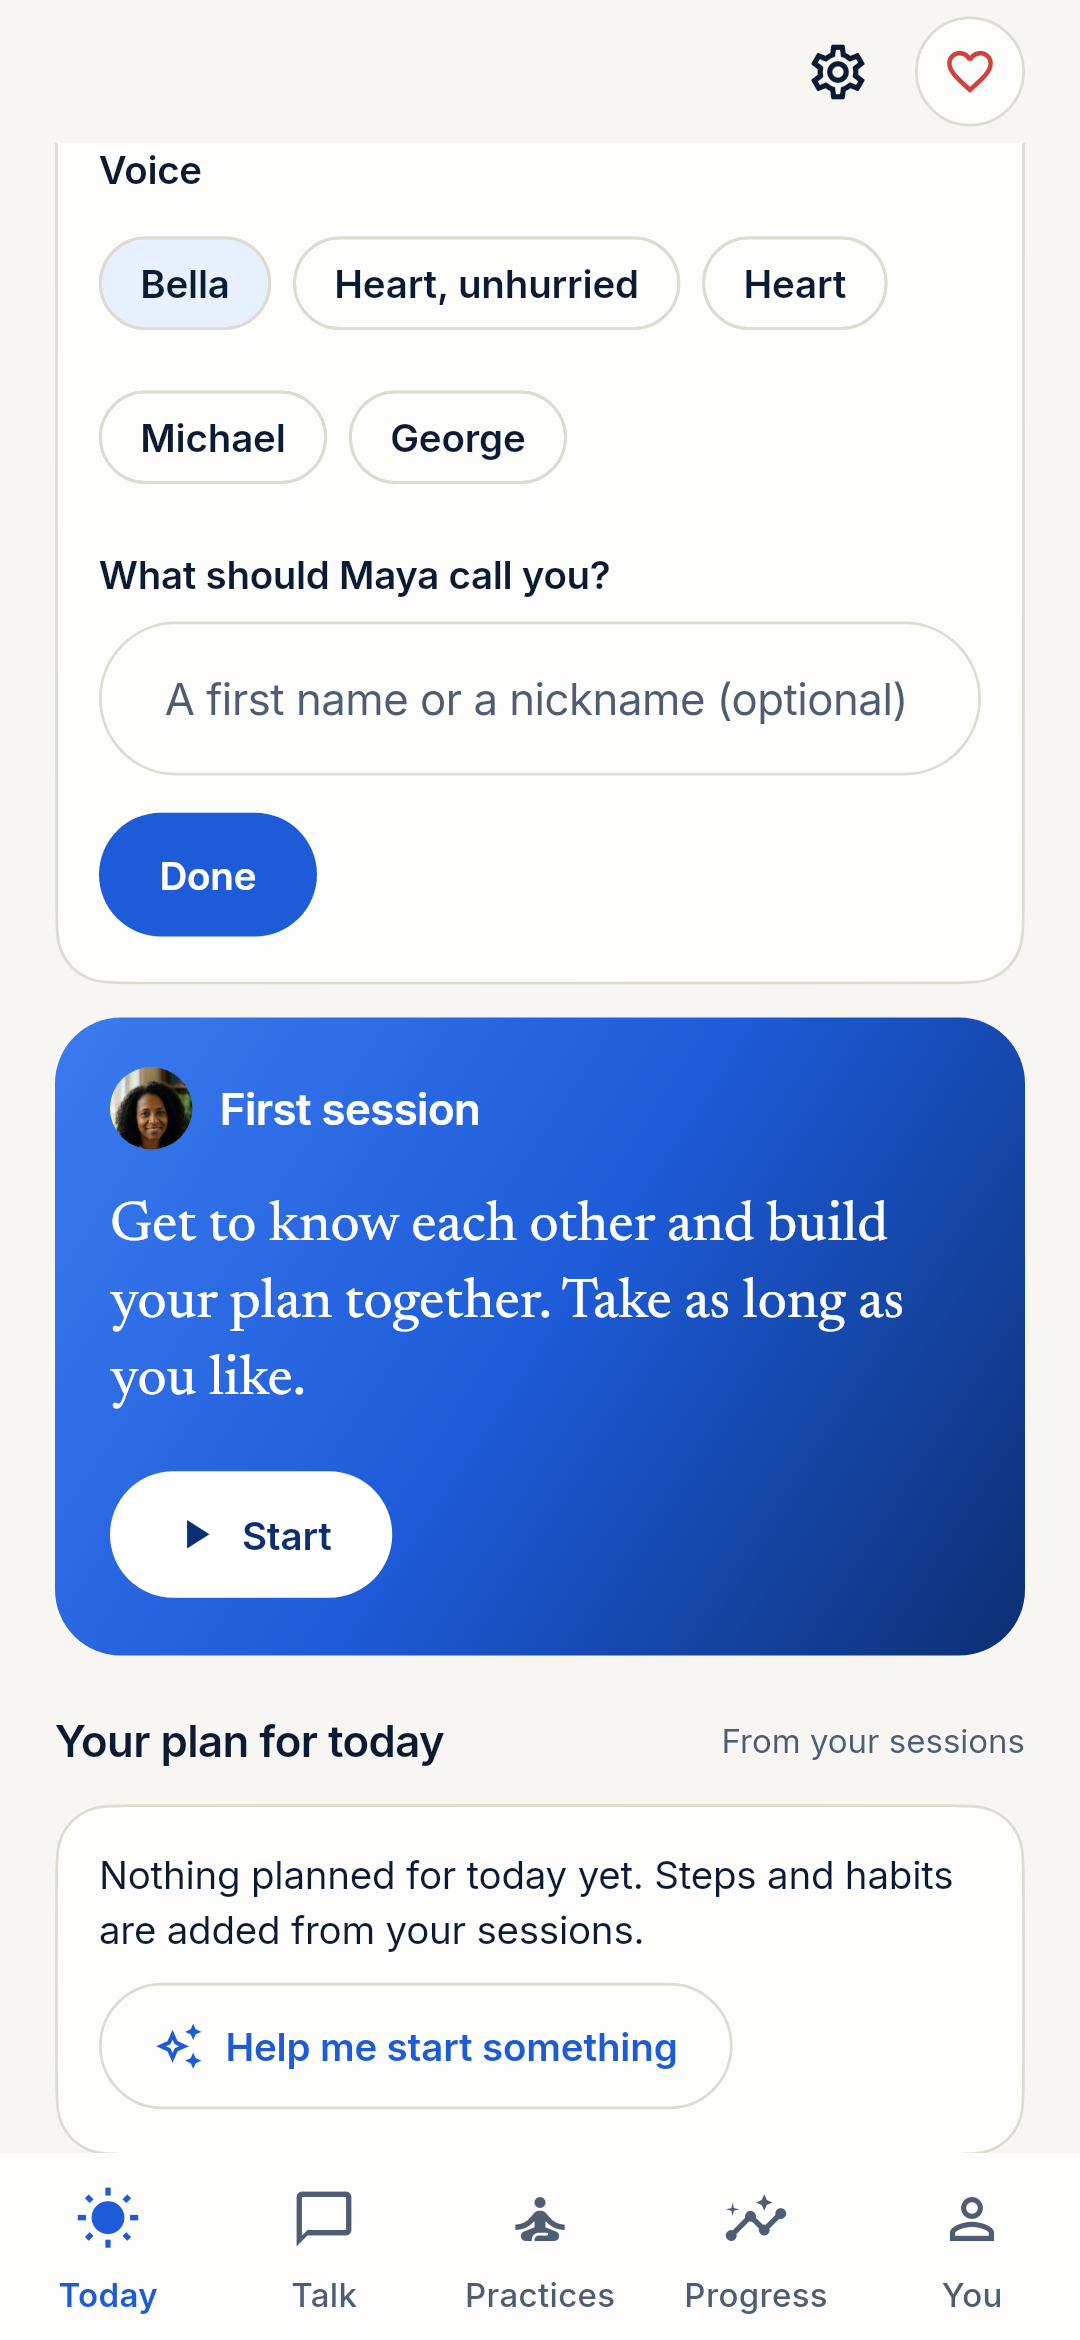 Voice
Bella
Heart, unhurried
Heart
Michael
George
What should Maya call you?
A first name or a nickname (optional)
Done
First session
Get to know each other and build
your plan together. Take as long as
you like.
Start
Your plan for today
From your sessions
Nothing planned for today yet. Steps and habits
are added from your sessions.
Help me start something
Today
Talk
Practices
Progress
You